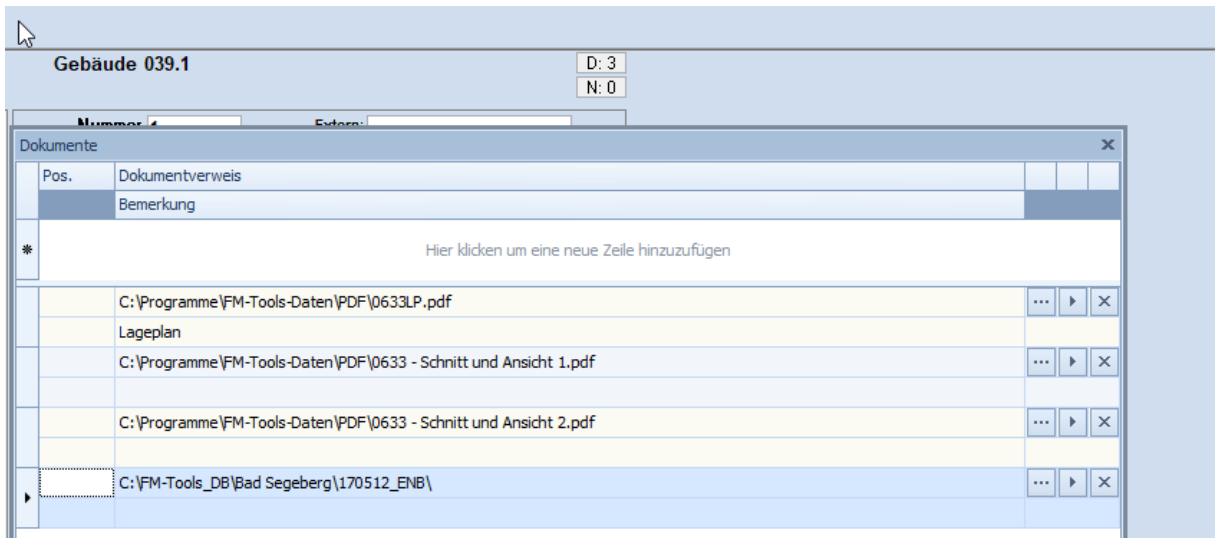 Gebäude 039.1
D: 3
N: 0
Nummer
Extern:
Dokumente
Pos. Dokumentverweis
Bemerkung
Hier klicken um eine neue Zeile hinzuzufügen
C:\Programme\FM-Tools-Daten\PDF\0633LP.pdf
Lageplan
C:\Programme\FM-Tools-Daten\PDF\0633 - Schnitt und Ansicht 1.pdf
C:\Programme\FM-Tools-Daten\PDF\0633 - Schnitt und Ansicht 2.pdf
C:\FM-Tools_DB\Bad Segeberg\170512_ENB\